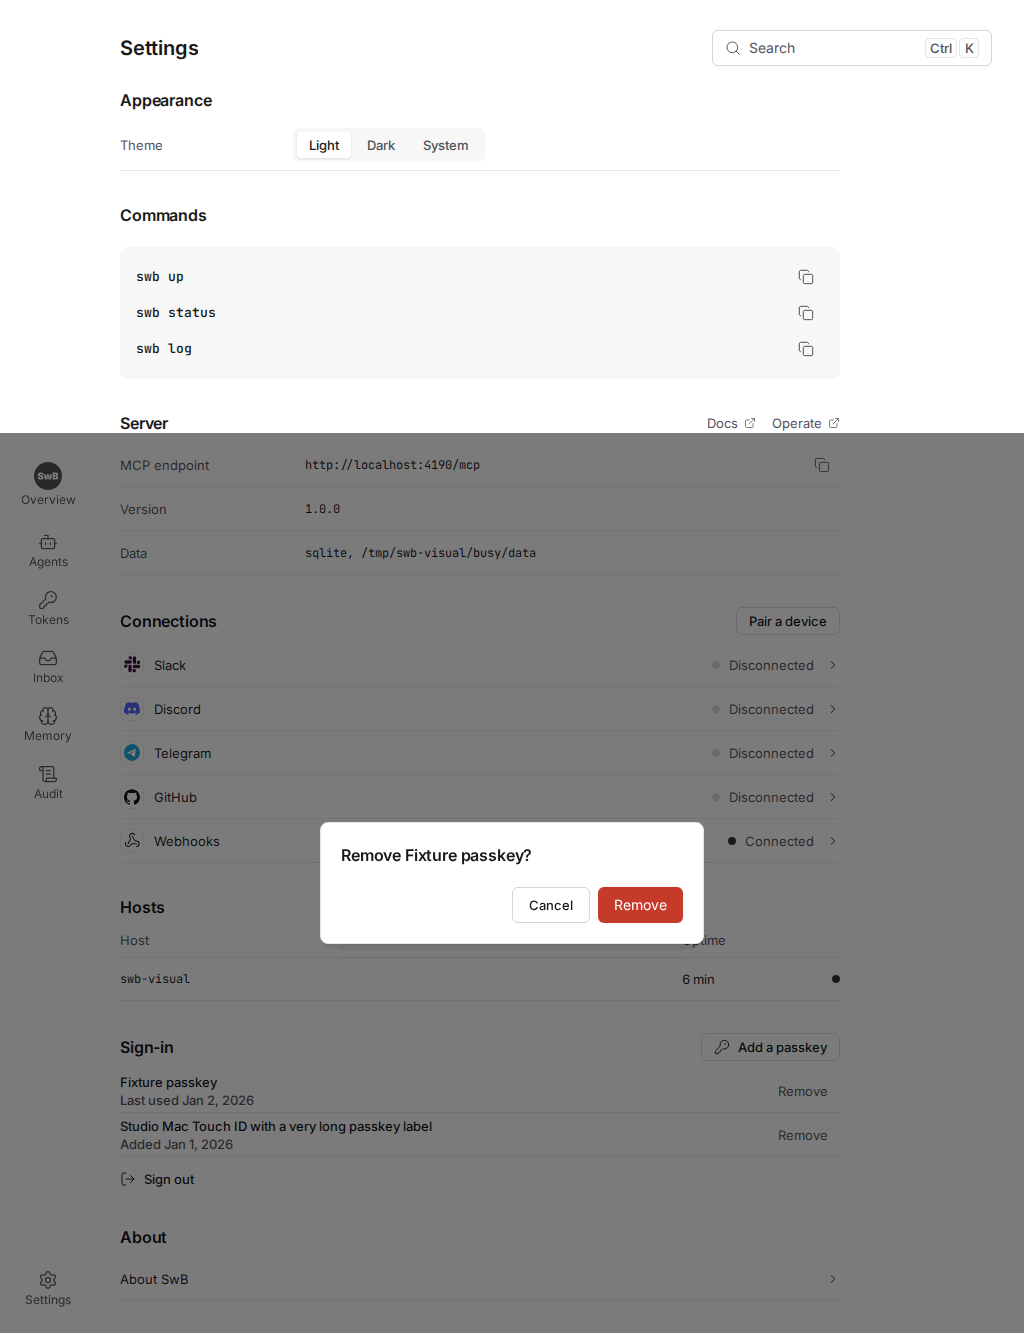 Settings
Search
Ctrl K
Appearance
Theme
Light
Dark
System
Commands
swb up
swb status
swb log
Server
Docs
Operate
MCP endpoint
http://localhost:4190/mcp
Version
1.0.0
Data
sqlite, /tmp/swb-visual/busy/data
SwB
Overview
Agents
Tokens
Inbox
Memory
Audit
Settings
Connections
Pair a device
Slack
Disconnected
Discord
Disconnected
Telegram
Disconnected
GitHub
Disconnected
Webhooks
Connected
Remove Fixture passkey?
Cancel
Remove
Hosts
Host
swb-visual
6 min
Sign-in
Add a passkey
Fixture passkey
Last used Jan 2, 2026
Remove
Studio Mac Touch ID with a very long passkey label
Added Jan 1, 2026
Remove
Sign out
About
About SwB